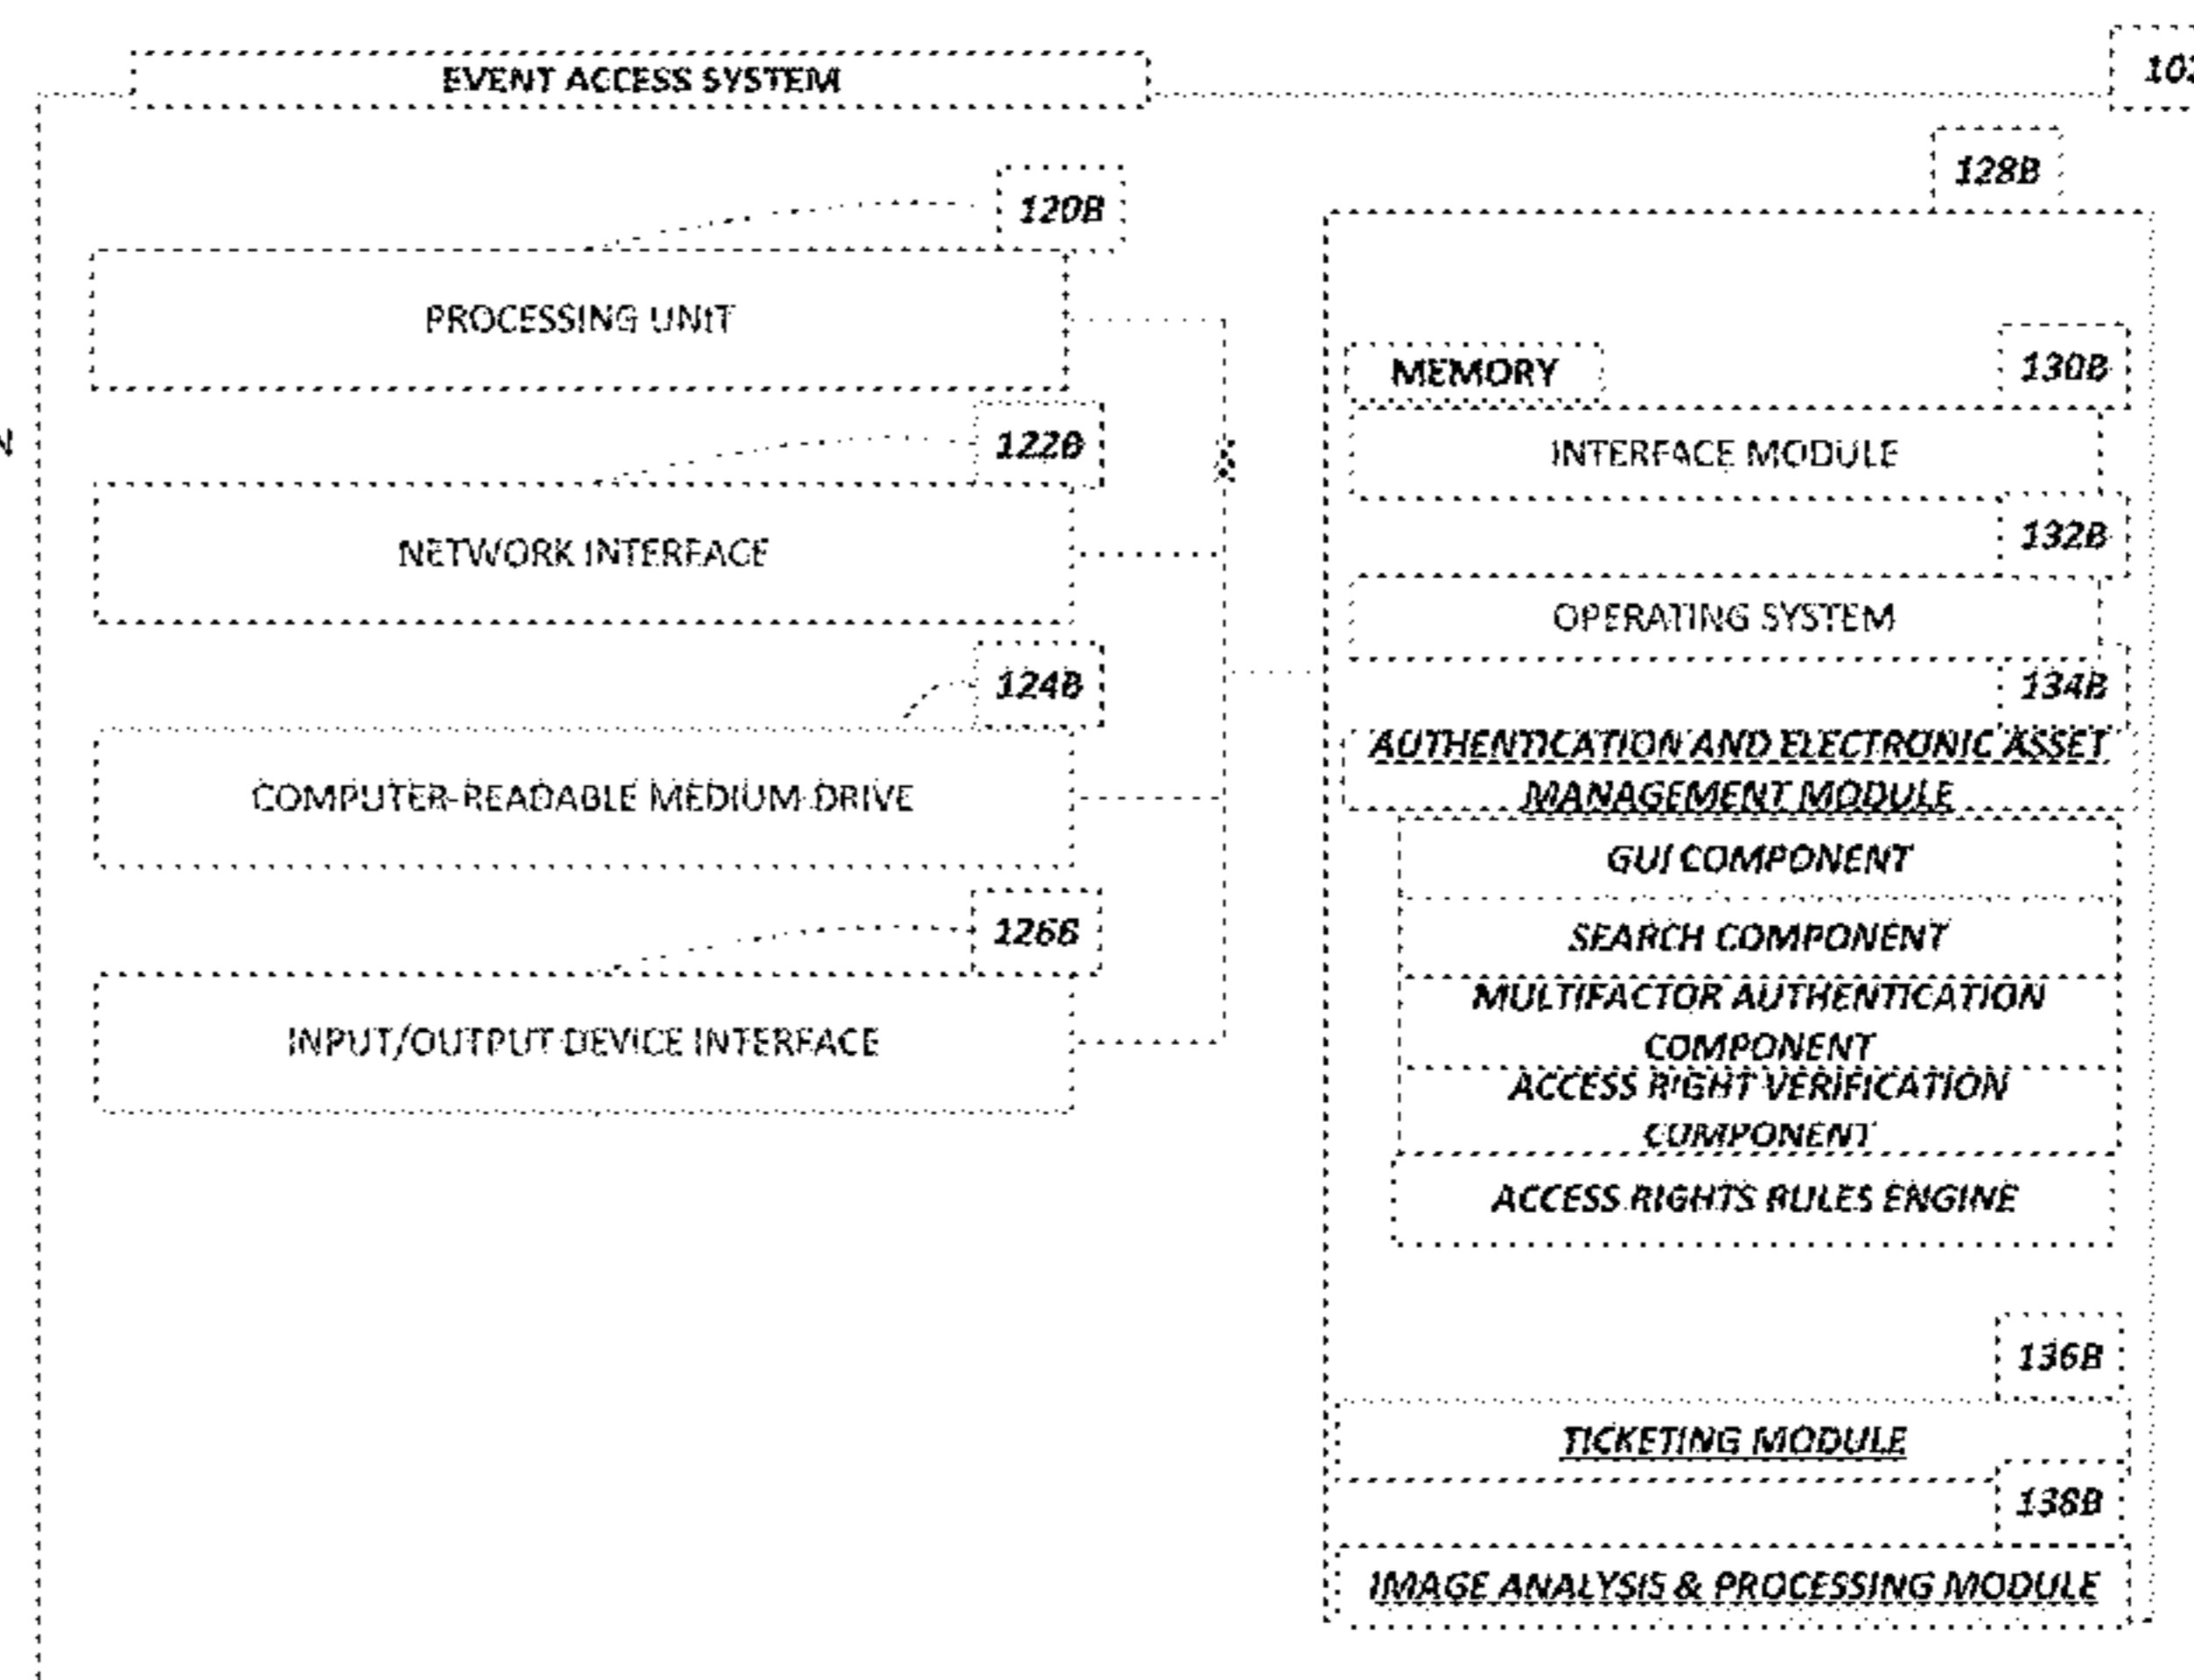 EVENT ACCESS SYSTEM
128B
120B
PROCESSING UNIT
MEMORY
130B
122B
INTERFACE MODULE
132B
NETWORK INTERFACE
OPERATING SYSTEM
124B
134B
AUTHENTICATION AND ELECTRONIC ASSET
MANAGEMENT MODULE
COMPUTER-READABLE MEDIUM DRIVE
GUI COMPONENT
126B
SEARCH COMPONENT
MULTIFACTOR AUTHENTICATION
COMPONENT
INPUT/OUTPUT DEVICE INTERFACE
ACCESS RIGHT VERIFICATION
COMPONENT
ACCESS RIGHTS RULES ENGINE
136B
TICKETING MODULE
138B
IMAGE ANALYSIS & PROCESSING MODULE